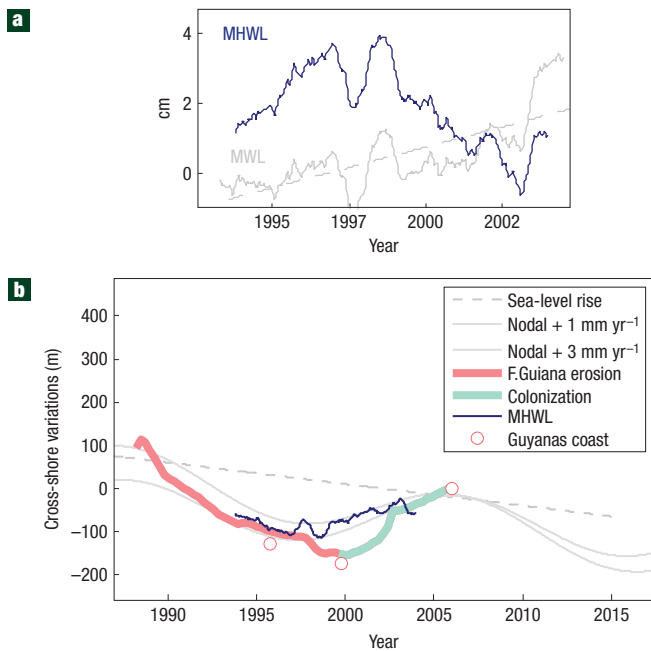 a
MHWL
MWL
cm
4
2
0
1995 1997 2000 2002
Year
b
Cross-shore variations (m)
400
300
200
100
0
−100
−200
Sea-level rise
Nodal + 1 mm yr⁻¹
Nodal + 3 mm yr⁻¹
F.Guiana erosion
Colonization
MHWL
Guyanas coast
1990 1995 2000 2005 2010 2015
Year